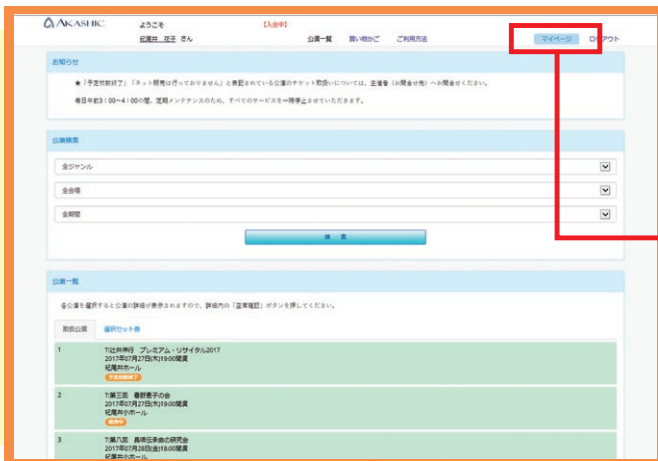 AKASHIC
ようこそ
【入会中】
紀尾井 花子 さん
公演一覧 買い物かご ご利用方法
マイページ ログアウト
お知らせ
★「予定枚数終了」「ネット販売は行っておりません」と表記されている公演のチケット取扱いについては、主催者（お問合せ先）へお問合せください。
毎日午前3:00～4:00の間、定期メンテナンスのため、すべてのサービスを一時停止させていただきます。
公演検索
全ジャンル
全会場
全期間
検 索
公演一覧
各公演を選択すると公演の詳細が表示されますので、詳細内の「空席確認」ボタンを押してください。
取扱公演 選択セット券
1 T!辻井伸行 プレミアム・リサイタル2017
2017年07月27日(木)19:00開演
紀尾井ホール
予定枚数終了
2 T!第三回 春野恵子の会
2017年07月27日(木)19:00開演
紀尾井小ホール
発売中
3 T!第八回 長唄伝承曲の研究会
2017年07月28日(金)18:00開演
紀尾井小ホール